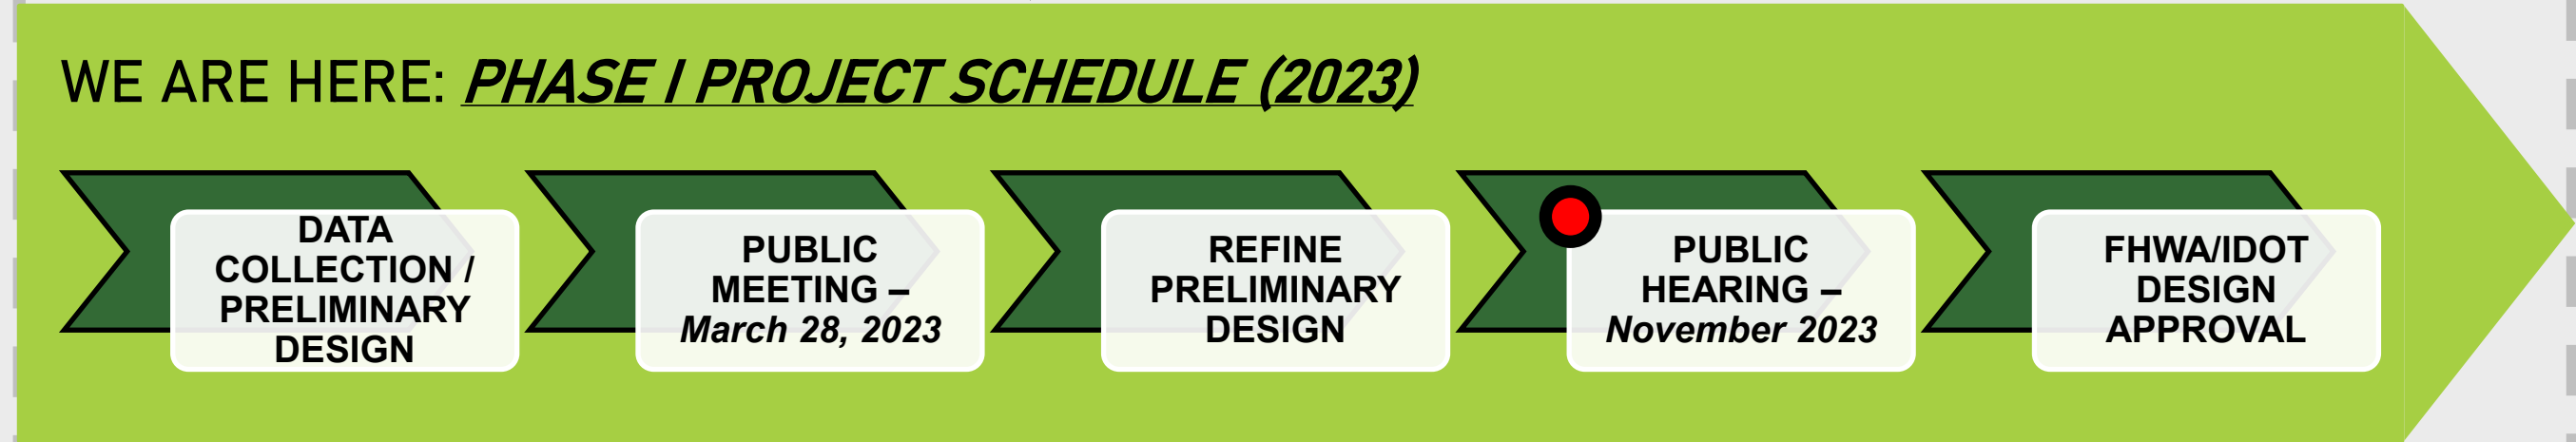 WE ARE HERE: PHASE I PROJECT SCHEDULE (2023)
DATA
COLLECTION /
PRELIMINARY
DESIGN
PUBLIC
MEETING –
March 28, 2023
REFINE
PRELIMINARY
DESIGN
PUBLIC
HEARING –
November 2023
FHWA/IDOT
DESIGN
APPROVAL